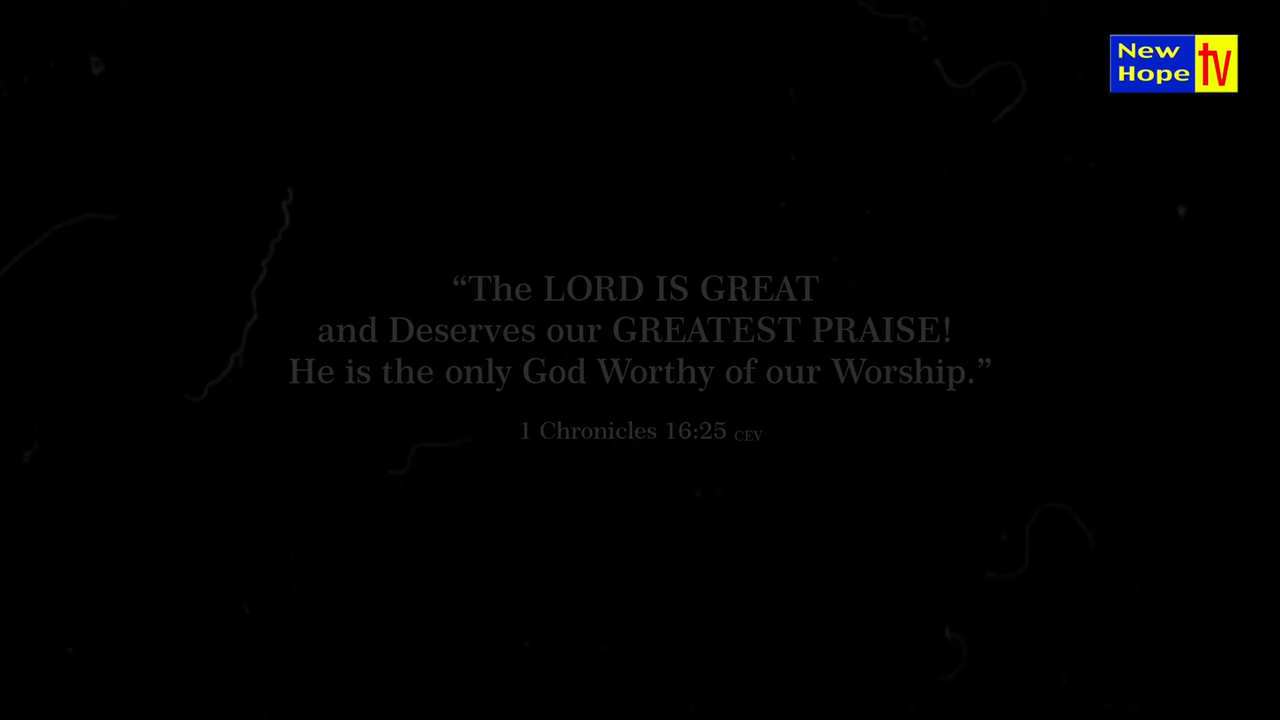 New Hope tv
“The LORD IS GREAT
and Deserves our GREATEST PRAISE!
He is the only God Worthy of our Worship.”
1 Chronicles 16:25 CEV